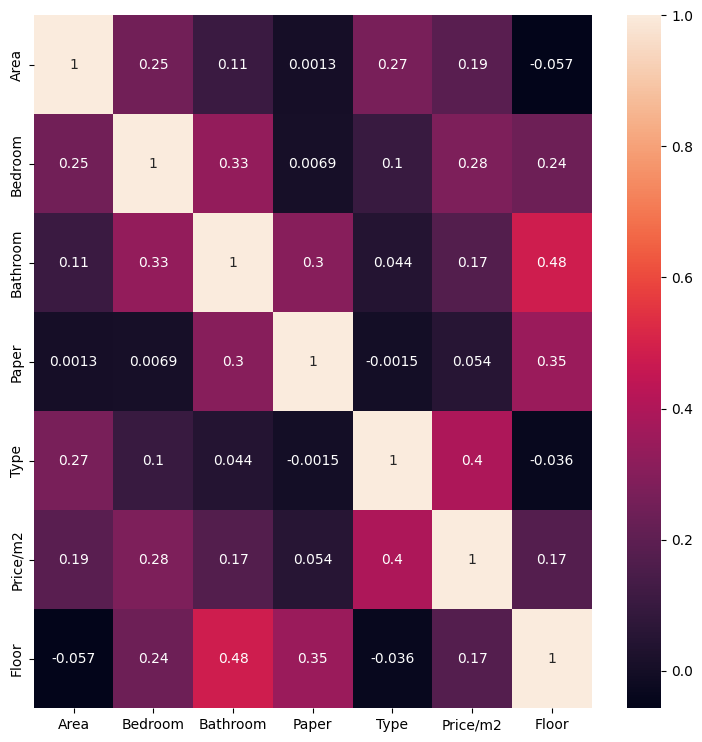 Area 1 0.25 0.11 0.0013 0.27 0.19 -0.057
Bedroom 0.25 1 0.33 0.0069 0.1 0.28 0.24
Bathroom 0.11 0.33 1 0.3 0.044 0.17 0.48
Paper 0.0013 0.0069 0.3 1 -0.0015 0.054 0.35
Type 0.27 0.1 0.044 -0.0015 1 0.4 -0.036
Price/m2 0.19 0.28 0.17 0.054 0.4 1 0.17
Floor -0.057 0.24 0.48 0.35 -0.036 0.17 1
Area Bedroom Bathroom Paper Type Price/m2 Floor
1.0
0.8
0.6
0.4
0.2
0.0